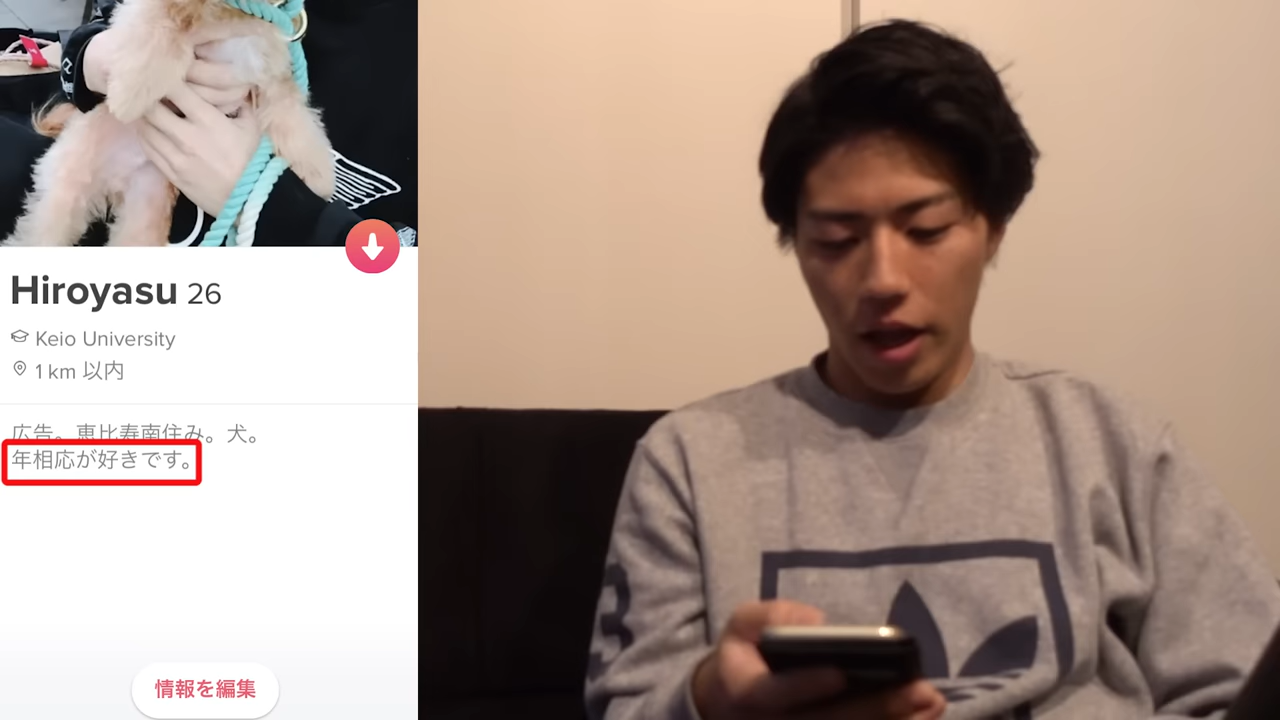 Hiroyasu 26
Keio University
1 km 以内
広告。恵比寿南住み。犬。
年相応が好きです。
情報を編集